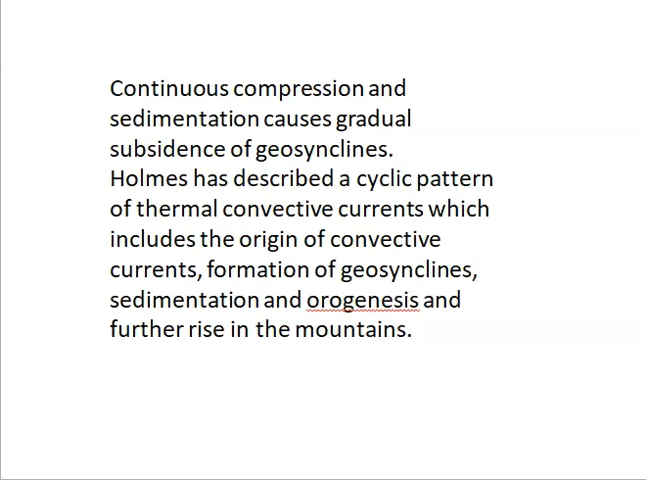 Continuous compression and
sedimentation causes gradual
subsidence of geosynclines.
Holmes has described a cyclic pattern
of thermal convective currents which
includes the origin of convective
currents, formation of geosynclines,
sedimentation and orogenesis and
further rise in the mountains.